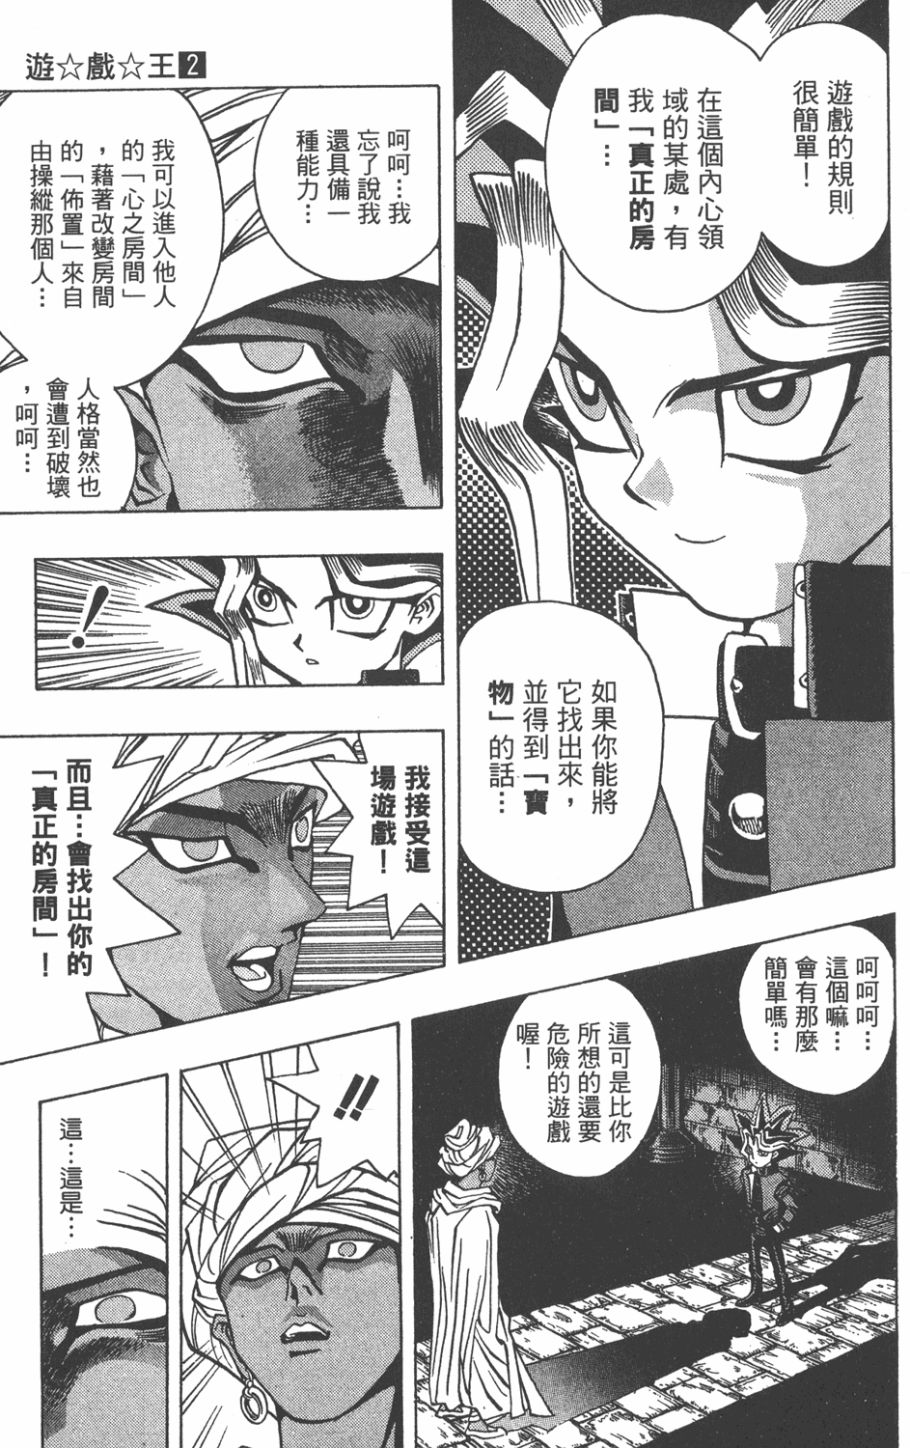 遊☆戲☆王2
遊戲的規則
很簡單！
在這個內心領
域的某處，有
我「真正的房
間」…
如果你能將
它找出來，
並得到「寶
物」的話…
呵呵…我
忘了說我
還具備一
種能力…
我可以進入他人
的「心之房間」
，藉著改變房間
的「佈置」來自
由操縱那個人…
人格當然也
會遭到破壞
，呵呵…
！
我接受這
場遊戲！
而且…會找出你的
「真正的房間」！
呵呵呵…
這個嘛…
會有那麼
簡單嗎…
這可是比你
所想的還要
危險的遊戲
喔！
！！
這…這是…